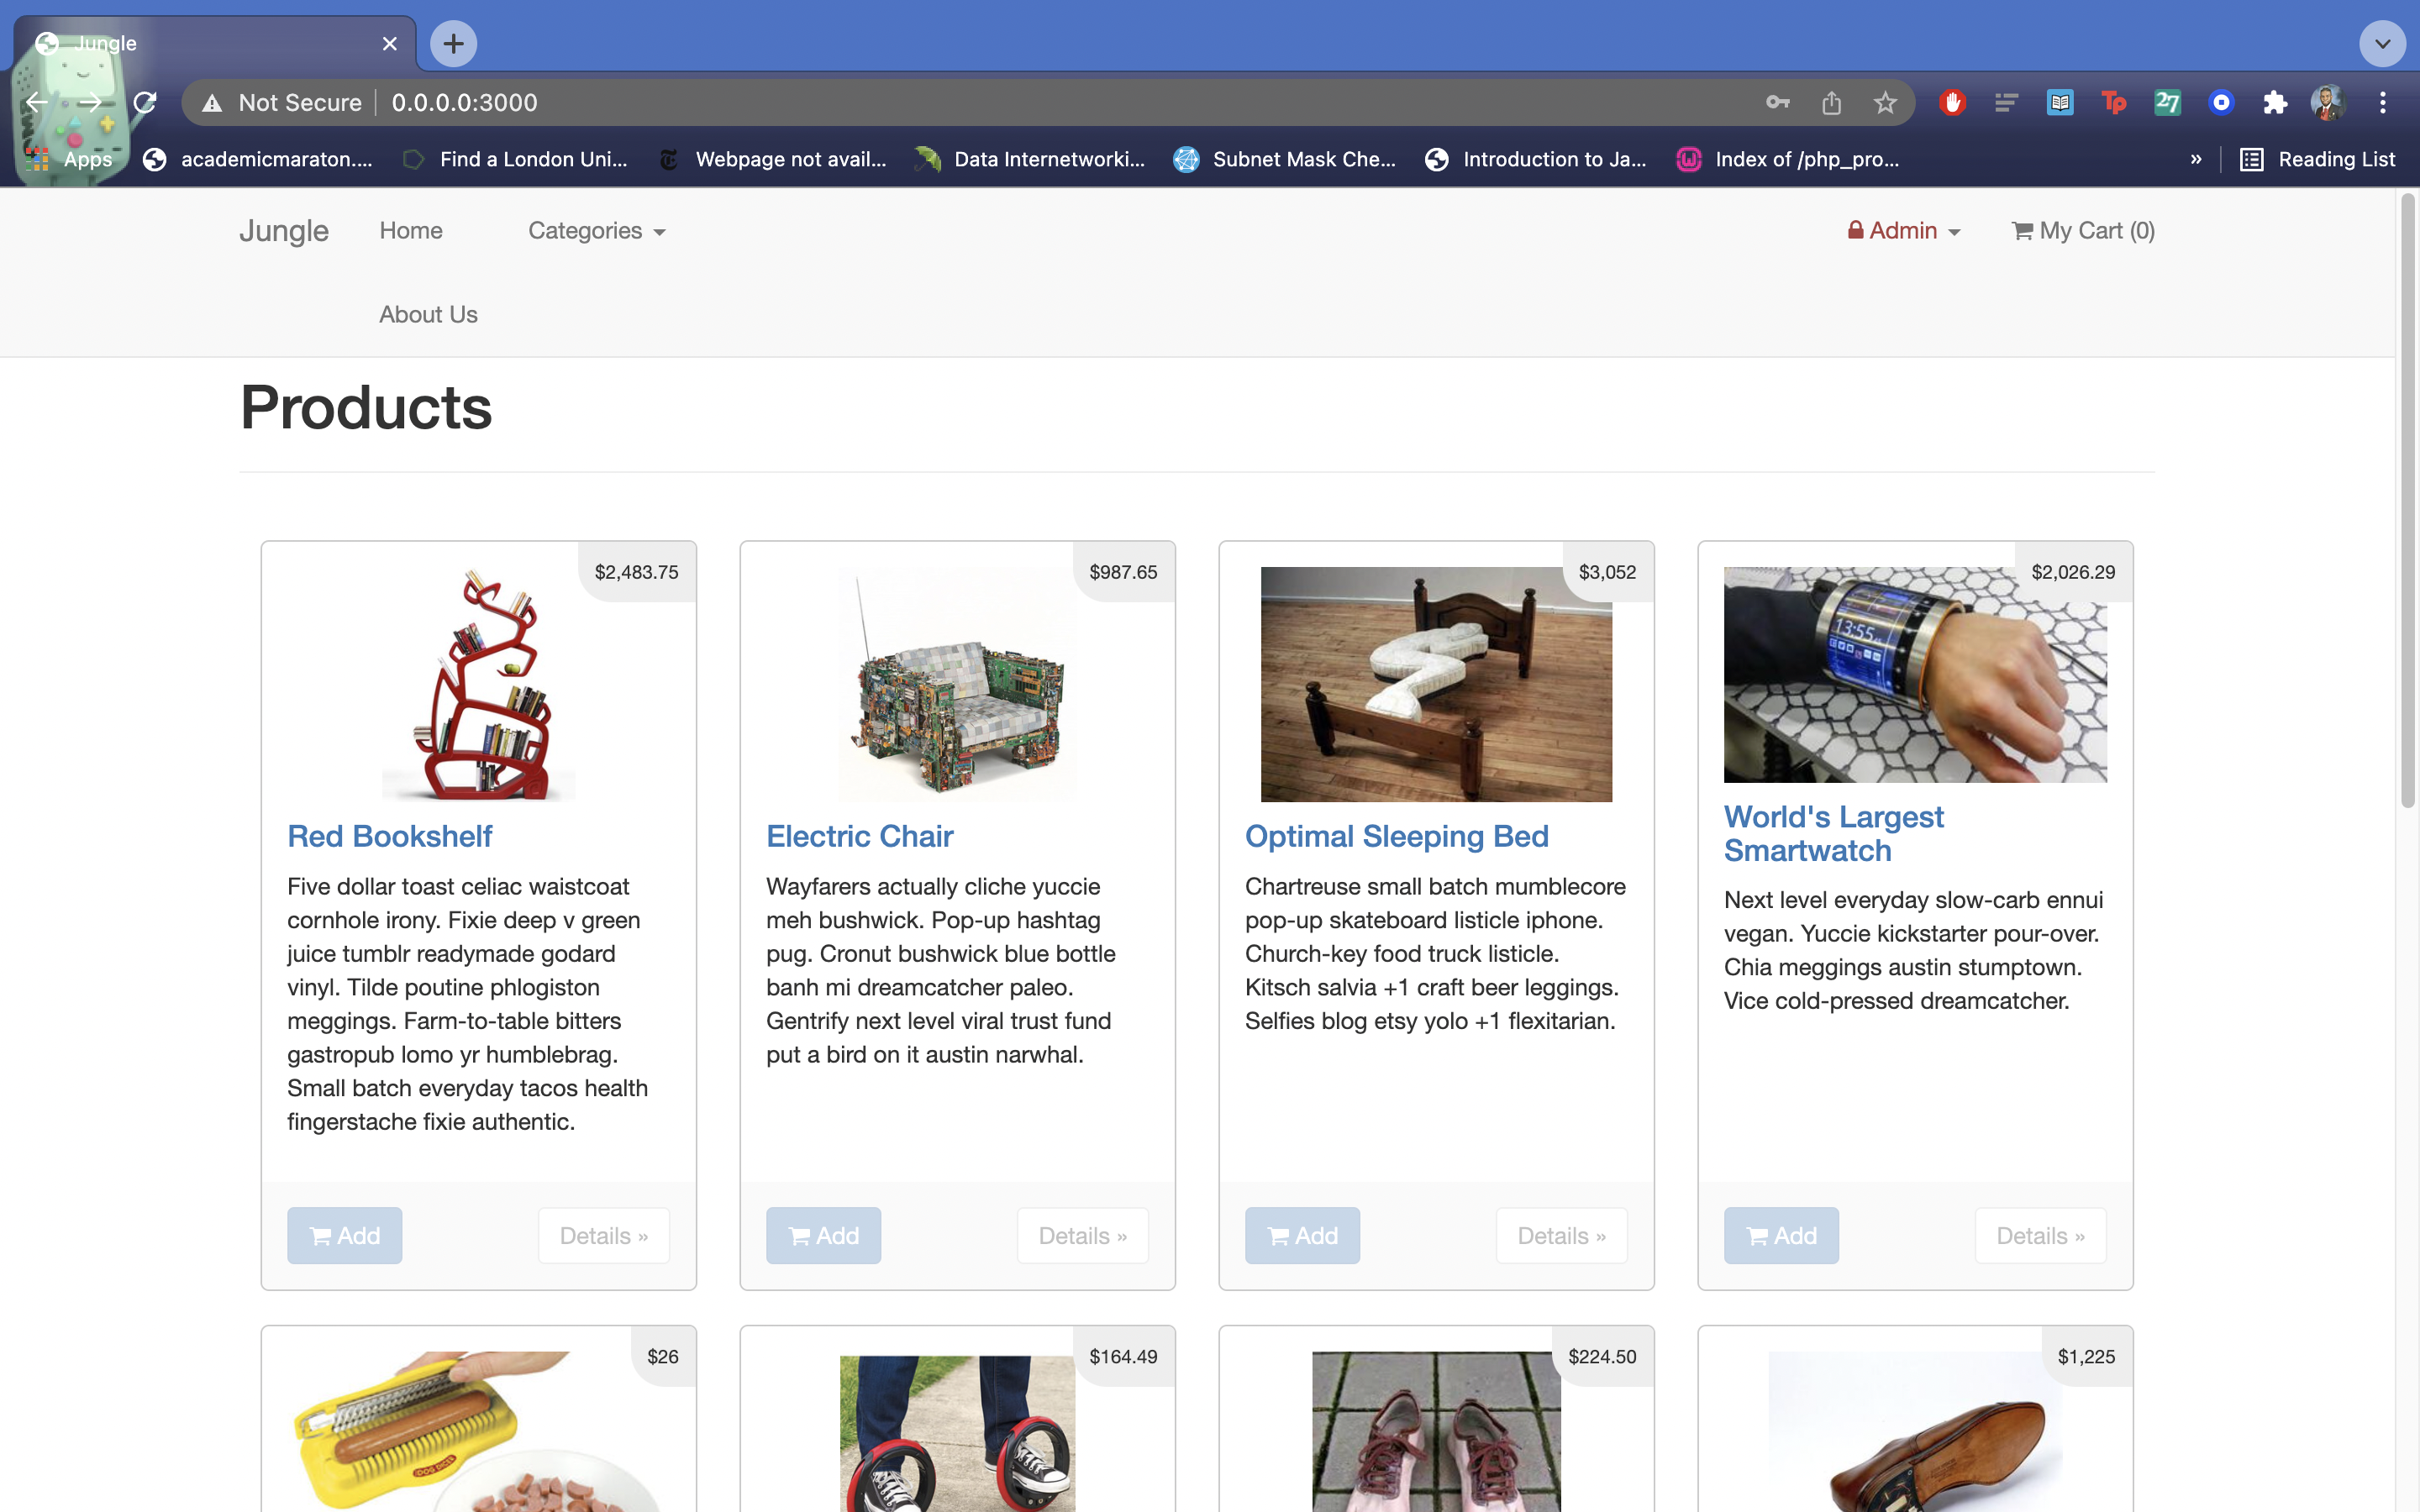 Jungle
Not Secure
0.0.0.0:3000
Apps
academicmaraton....
Find a London Uni...
Webpage not avail...
Data Internetworki...
Subnet Mask Che...
Introduction to Ja...
Index of /php_pro...
»
Reading List
Jungle
Home
Categories
Admin
My Cart (0)
About Us
Products
$2,483.75
Red Bookshelf
Five dollar toast celiac waistcoat
cornhole irony. Fixie deep v green
juice tumblr readymade godard
vinyl. Tilde poutine phlogiston
meggings. Farm-to-table bitters
gastropub lomo yr humblebrag.
Small batch everyday tacos health
fingerstache fixie authentic.
Add
Details »
$987.65
Electric Chair
Wayfarers actually cliche yuccie
meh bushwick. Pop-up hashtag
pug. Cronut bushwick blue bottle
banh mi dreamcatcher paleo.
Gentrify next level viral trust fund
put a bird on it austin narwhal.
Add
Details »
$3,052
Optimal Sleeping Bed
Chartreuse small batch mumblecore
pop-up skateboard listicle iphone.
Church-key food truck listicle.
Kitsch salvia +1 craft beer leggings.
Selfies blog etsy yolo +1 flexitarian.
Add
Details »
$2,026.29
13:55
World's Largest
Smartwatch
Next level everyday slow-carb ennui
vegan. Yuccie kickstarter pour-over.
Chia meggings austin stumptown.
Vice cold-pressed dreamcatcher.
Add
Details »
$26
$164.49
$224.50
$1,225